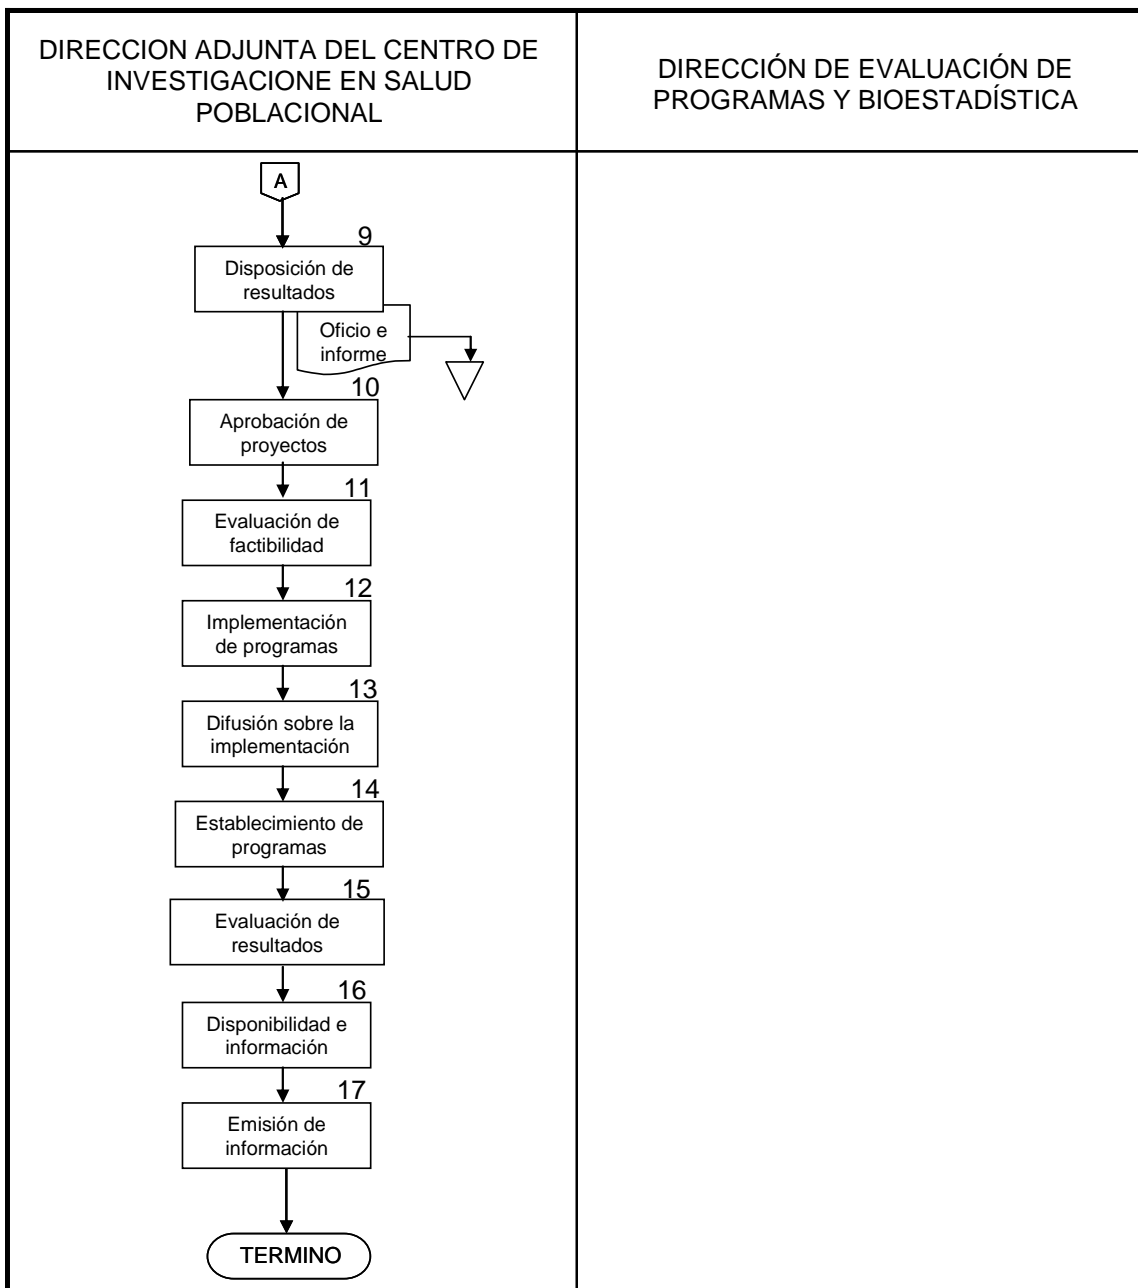 DIRECCION ADJUNTA DEL CENTRO DE
INVESTIGACIONE EN SALUD
POBLACIONAL
DIRECCIÓN DE EVALUACIÓN DE
PROGRAMAS Y BIOESTADÍSTICA
A
9
Disposición de
resultados
Oficio e
informe
10
Aprobación de
proyectos
11
Evaluación de
factibilidad
12
Implementación
de programas
13
Difusión sobre la
implementación
14
Establecimiento de
programas
15
Evaluación de
resultados
16
Disponibilidad e
información
17
Emisión de
información
TERMINO